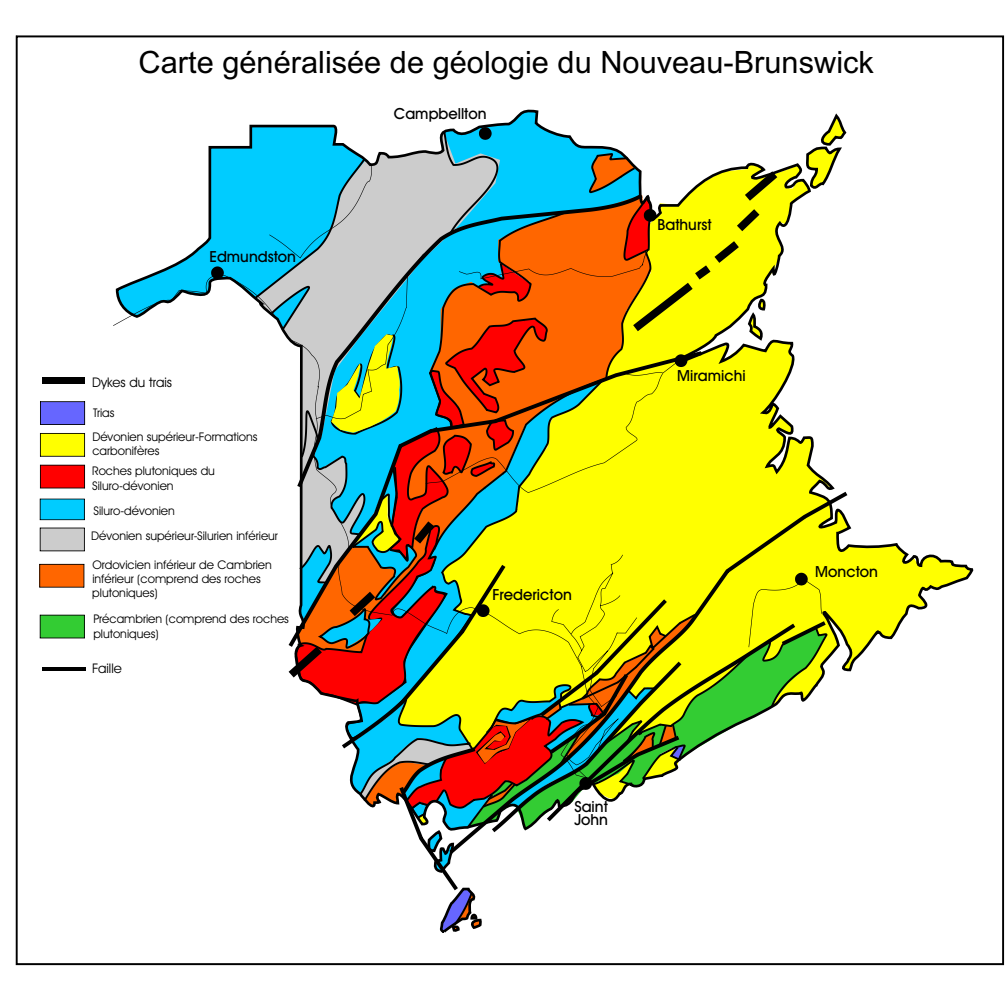 Carte généralisée de géologie du Nouveau-Brunswick
Campbellton
Bathurst
Edmundston
Miramichi
Dykes du trais
Trias
Dévonien supérieur-Formations
carbonifères
Roches plutoniques du
Siluro-dévonien
Siluro-dévonien
Dévonien supérieur-Silurien inférieur
Ordovicien inférieur de Cambrien
inférieur (comprend des roches
plutoniques)
Précambrien (comprend des roches
plutoniques)
Faille
Moncton
Fredericton
Saint
John